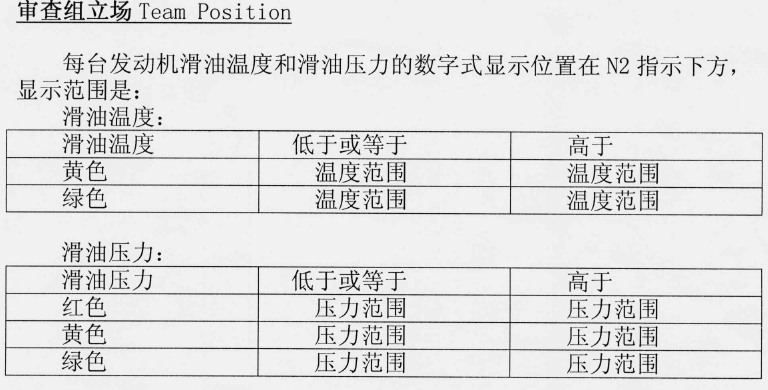 审查组立场 Team Position
每台发动机滑油温度和滑油压力的数字式显示位置在 N2 指示下方，
显示范围是：
滑油温度：
滑油温度 低于或等于 高于
黄色 温度范围 温度范围
绿色 温度范围 温度范围
滑油压力：
滑油压力 低于或等于 高于
红色 压力范围 压力范围
黄色 压力范围 压力范围
绿色 压力范围 压力范围